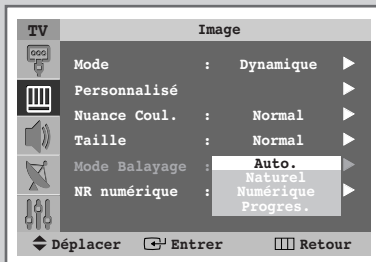 TV Image
Mode : Dynamique
Personnalisé
Nuance Coul. : Normal
Taille : Normal
Mode Balayage : Auto.
Naturel
NR numérique : Numérique
Progres.
Déplacer Entrer Retour